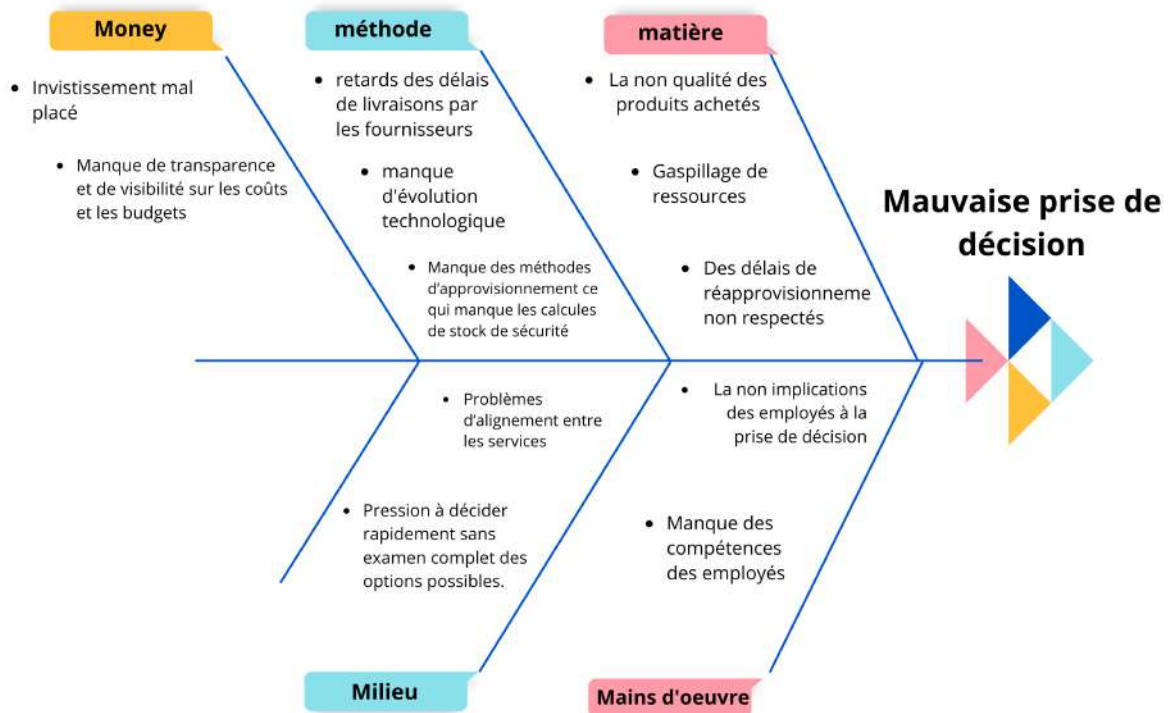 Money
méthode
matière
• Invistissement mal
placé
• Manque de transparence
et de visibilité sur les coûts
et les budgets
• retards des délais
de livraisons par
les fournisseurs
• manque
d'évolution
technologique
• Manque des méthodes
d'approvisionnement ce
qui manque les calcules
de stock de sécurité
• La non qualité des
produits achetés
• Gaspillage de
ressources
• Des délais de
réapprovisionneme
non respectés
Mauvaise prise de
décision
• Problèmes
d'alignement entre
les services
• Pression à décider
rapidement sans
examen complet des
options possibles.
• La non implications
des employés à la
prise de décision
• Manque des
compétences
des employés
Milieu
Mains d'oeuvre